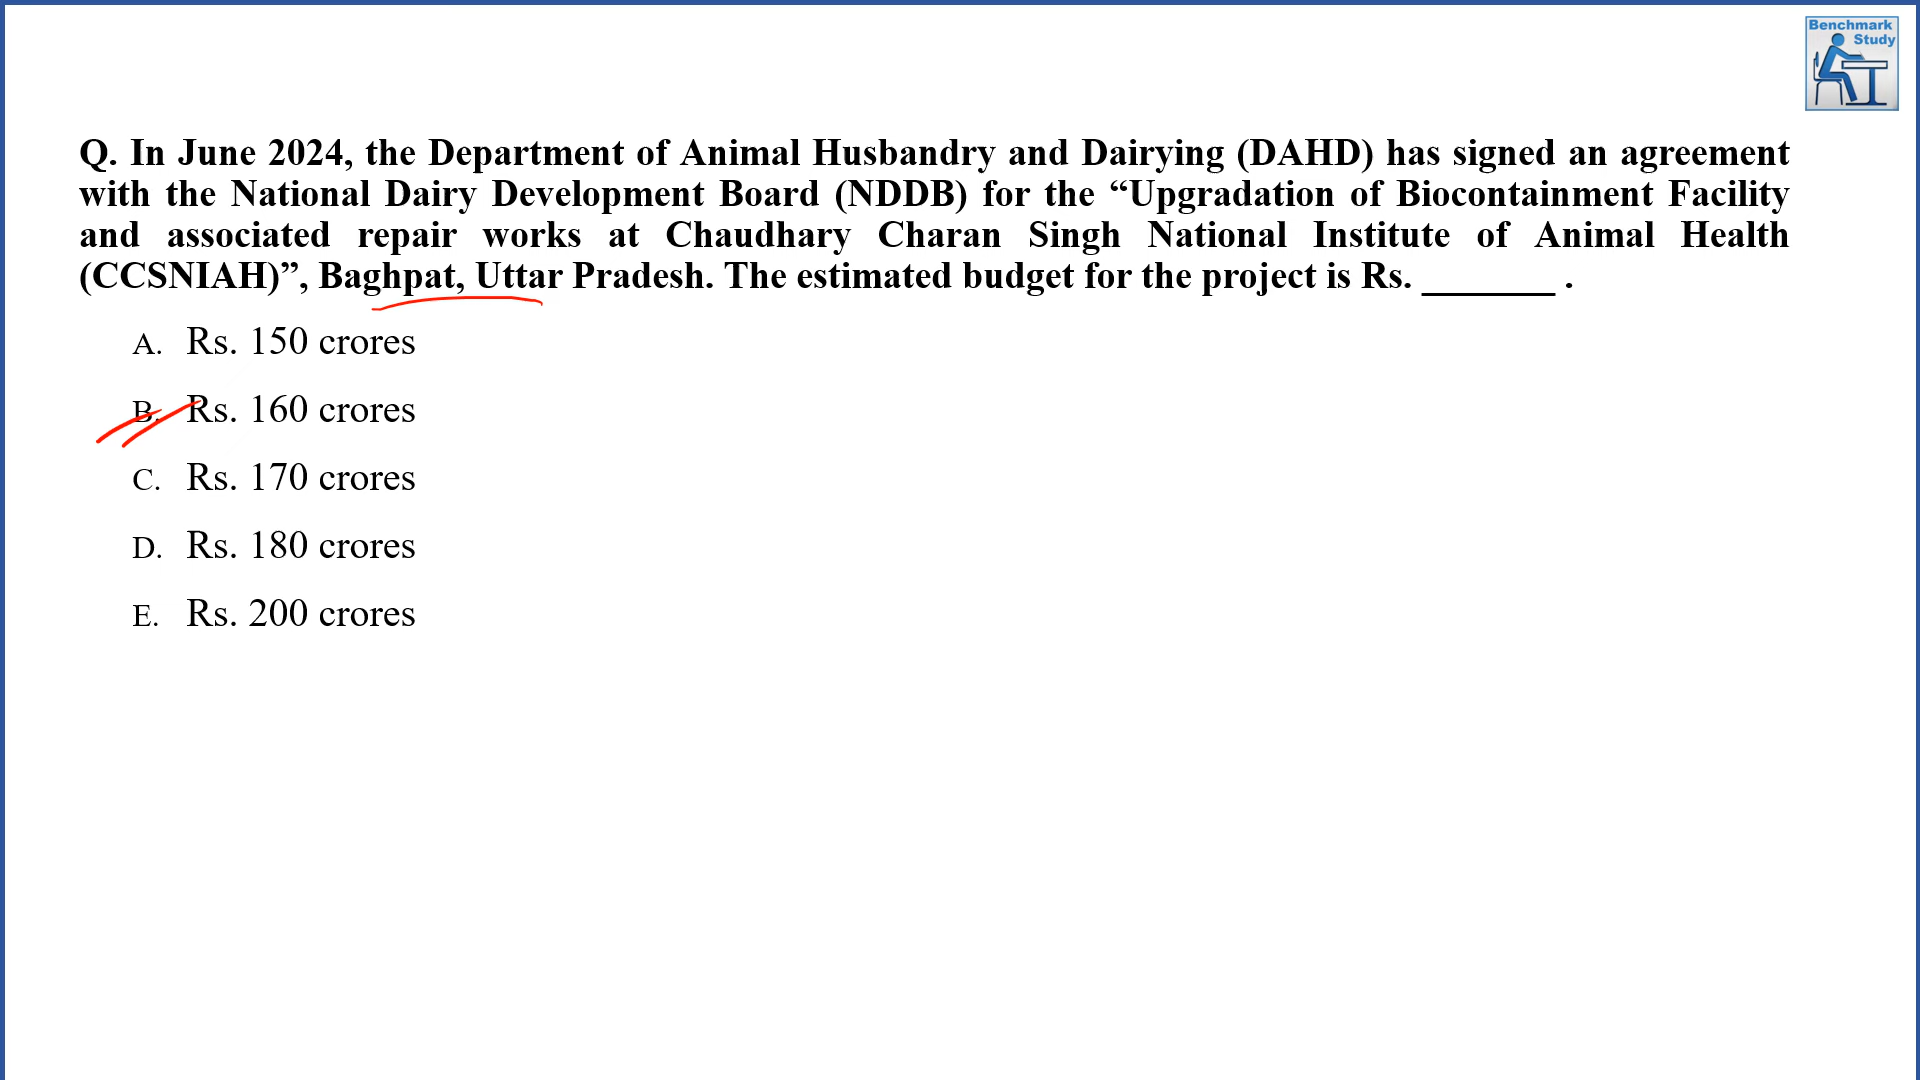 Benchmark
Study
Q. In June 2024, the Department of Animal Husbandry and Dairying (DAHD) has signed an agreement
with the National Dairy Development Board (NDDB) for the “Upgradation of Biocontainment Facility
and associated repair works at Chaudhary Charan Singh National Institute of Animal Health
(CCSNIAH)”, Baghpat, Uttar Pradesh. The estimated budget for the project is Rs. _______ .
A. Rs. 150 crores
B. Rs. 160 crores
C. Rs. 170 crores
D. Rs. 180 crores
E. Rs. 200 crores